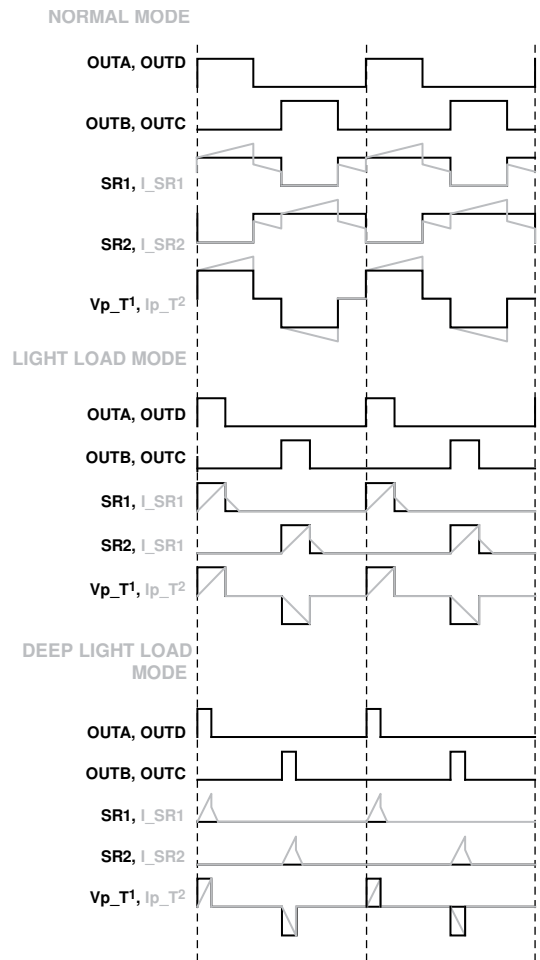 NORMAL MODE
OUTA, OUTD
OUTB, OUTC
SR1, I_SR1
SR2, I_SR2
Vp_T1, Ip_T2
LIGHT LOAD MODE
OUTA, OUTD
OUTB, OUTC
SR1, I_SR1
SR2, I_SR1
Vp_T1, Ip_T2
DEEP LIGHT LOAD
MODE
OUTA, OUTD
OUTB, OUTC
SR1, I_SR1
SR2, I_SR2
Vp_T1, Ip_T2